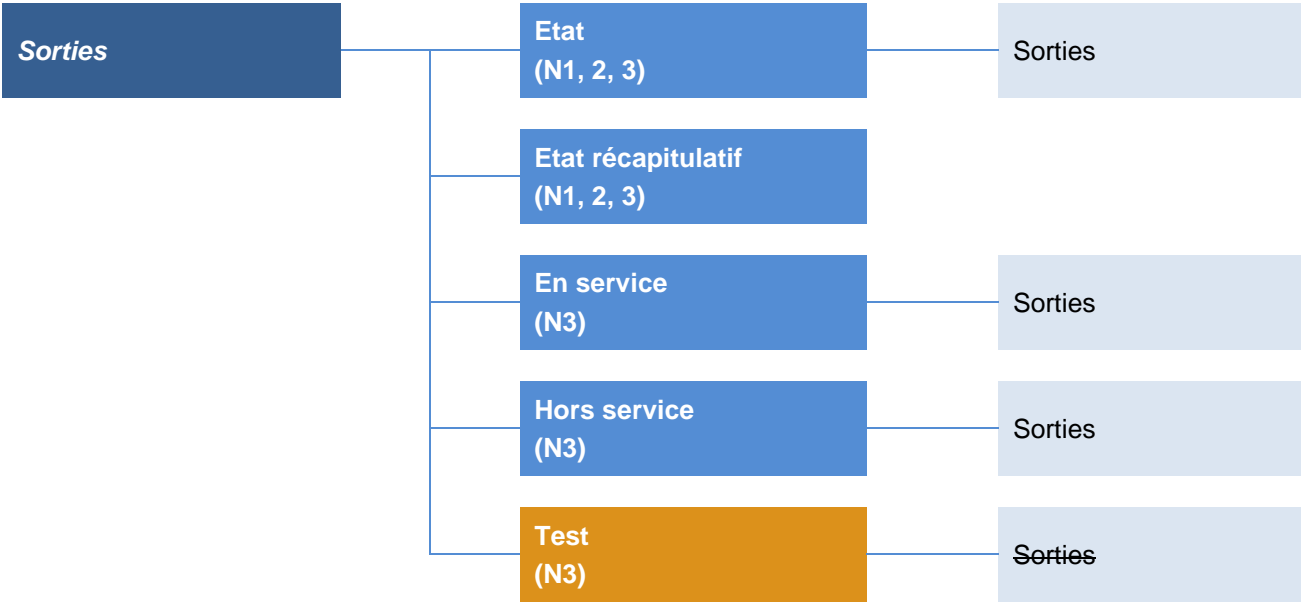 Sorties
Etat
(N1, 2, 3)
Sorties
Etat récapitulatif
(N1, 2, 3)
En service
(N3)
Sorties
Hors service
(N3)
Sorties
Test
(N3)
Sorties